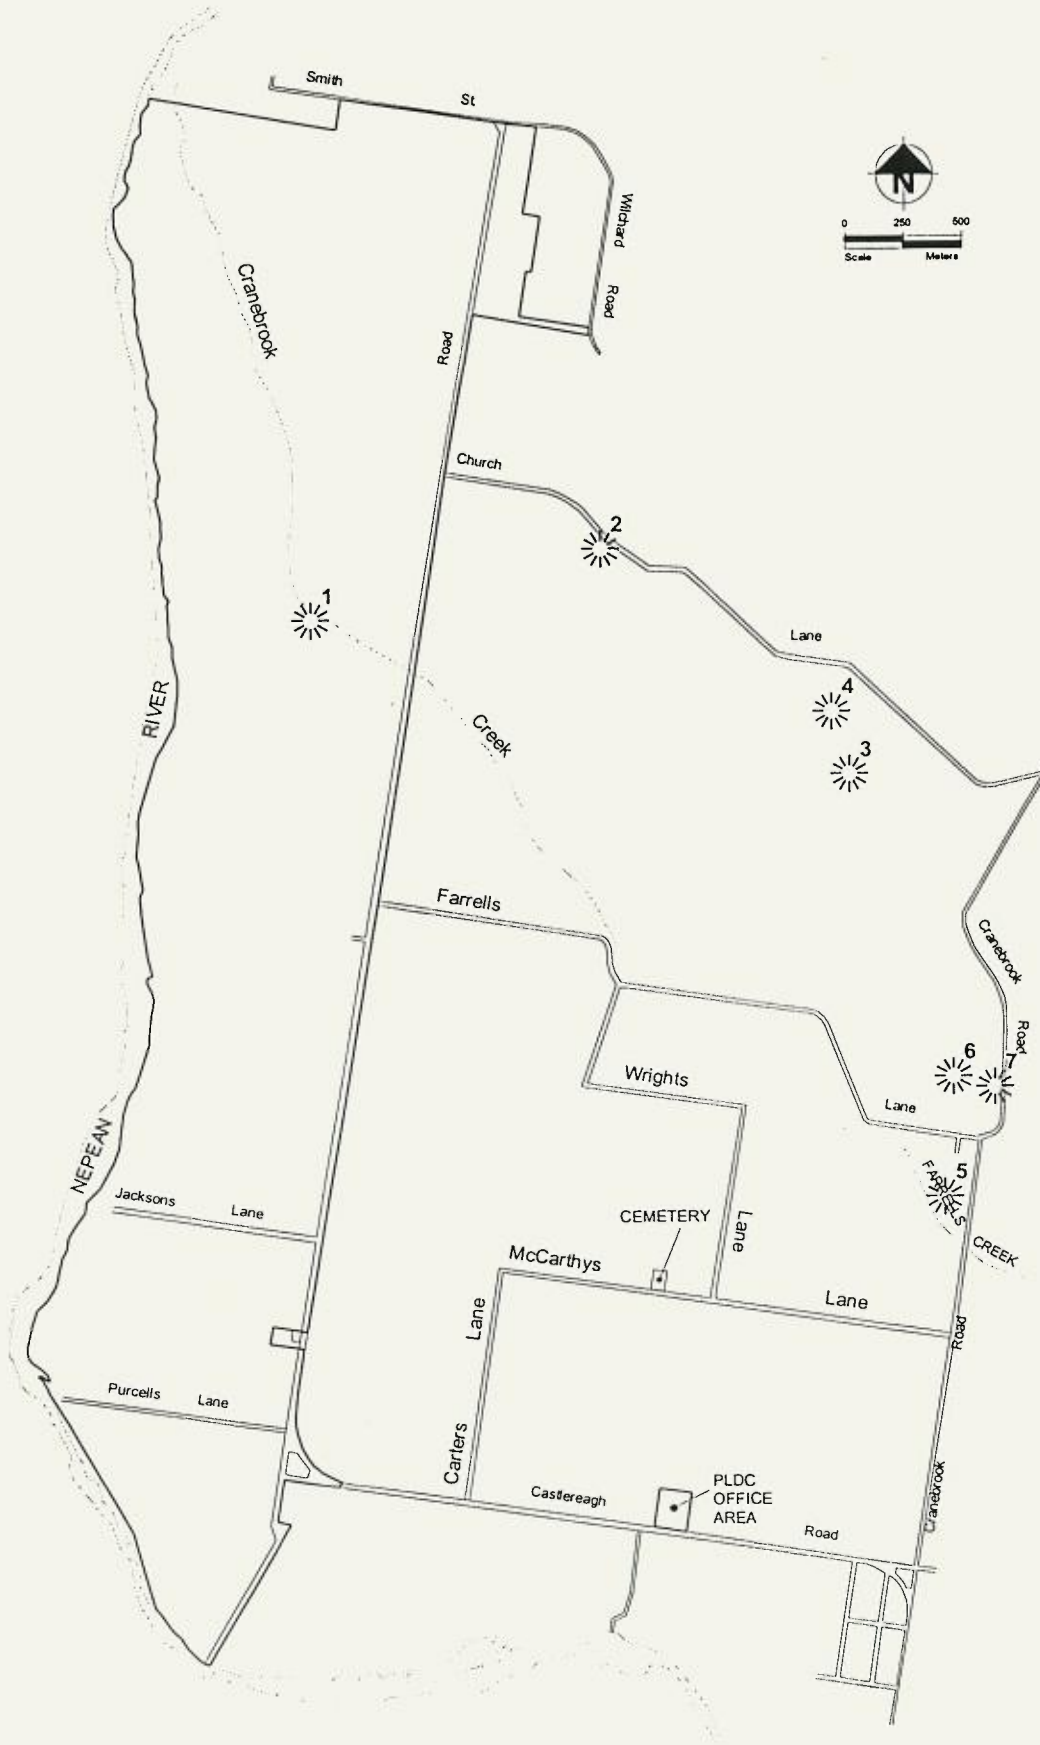 Smith
St.
Wilchard
Road
N
0 250 500
Scale Meters
Cranebrook
Road
Church
2
1
Lane
4
RIVER
Creek
3
Farrells
Cranebrook
Road
6
7
Wrights
Lane
NEPEAN
5
FARRELLS
CREEK
Jacksons Lane
CEMETERY
Lane
McCarthys
Lane
Lane
Road
Purcells Lane
Carters
Cranebrook
PLDC
OFFICE
AREA
Castlereagh
Road